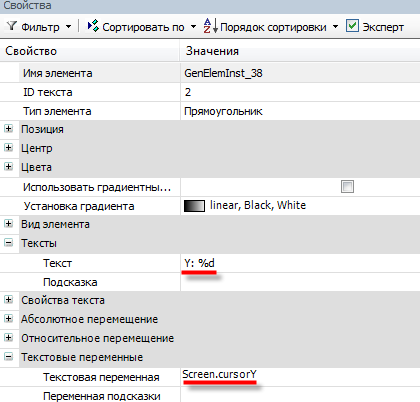 Свойства
Фильтр Сортировать по Порядок сортировки Эксперт
Свойство Значения
Имя элемента GenElemInst_38
ID текста 2
Тип элемента Прямоугольник
Позиция
Центр
Цвета
Использовать градиентны...
Установка градиента linear, Black, White
Вид элемента
Тексты
Текст Y: %d
Подсказка
Свойства текста
Абсолютное перемещение
Относительное перемещение
Текстовые переменные
Текстовая переменная Screen.cursorY
Переменная подсказки